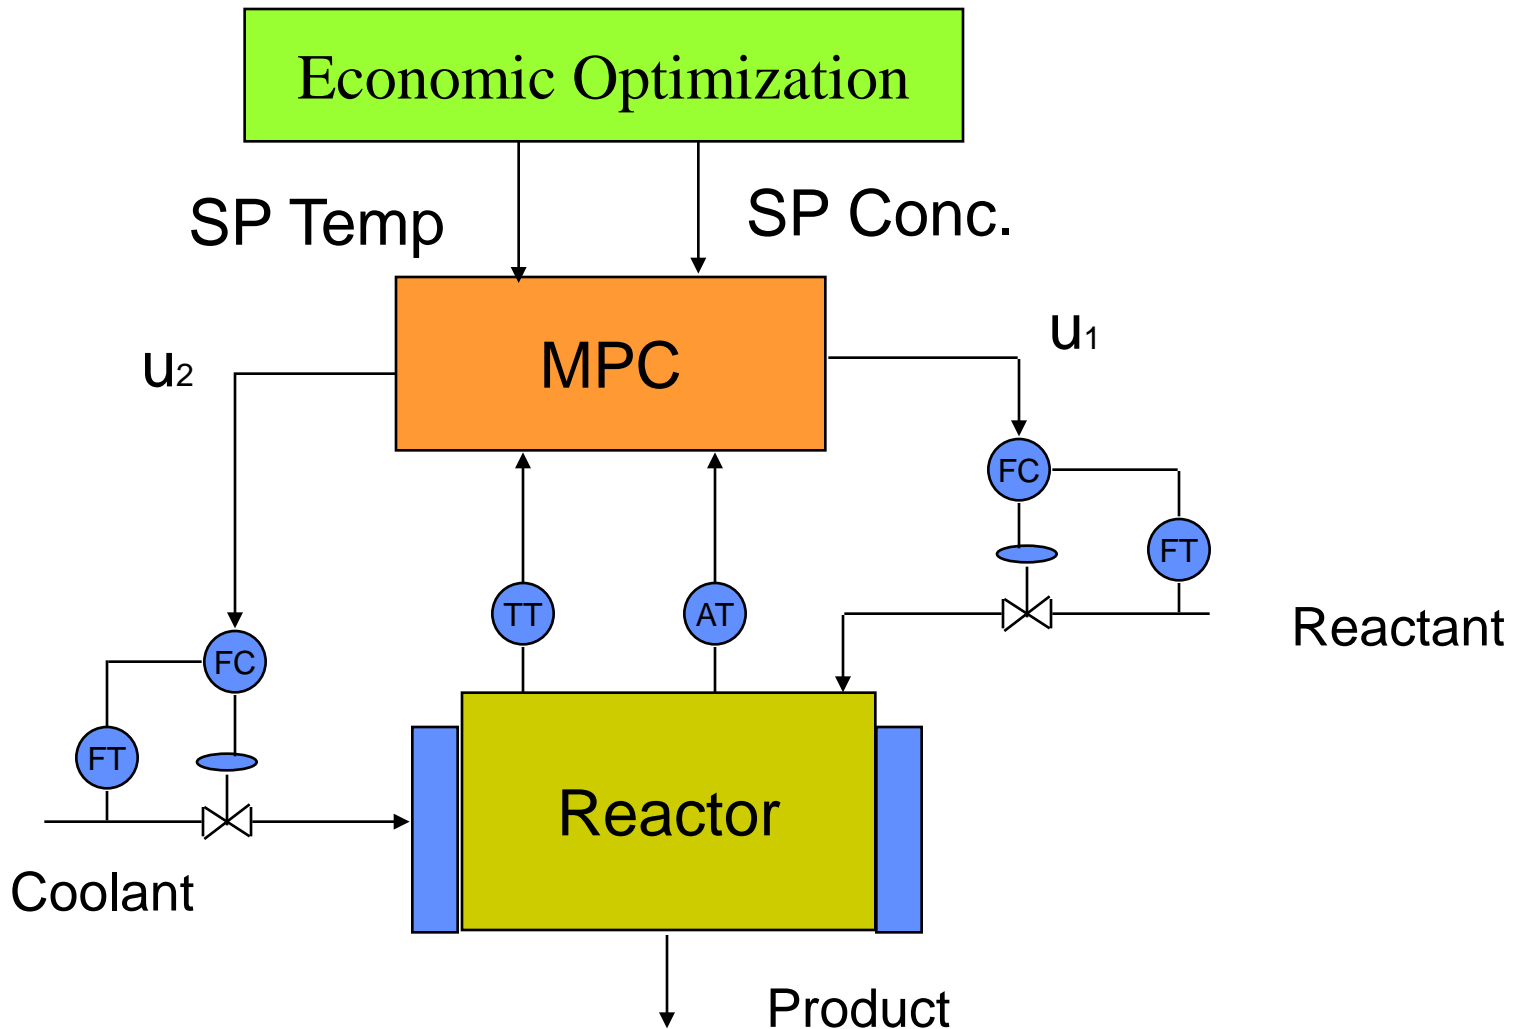 Economic Optimization
SP Temp
SP Conc.
u1
u2
MPC
FC
FT
TT
AT
Reactant
FC
FT
Reactor
Coolant
Product